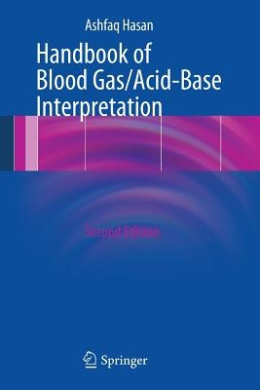 Ashfaq Hasan
Handbook of
Blood Gas/Acid-Base
Interpretation
Second Edition
Springer